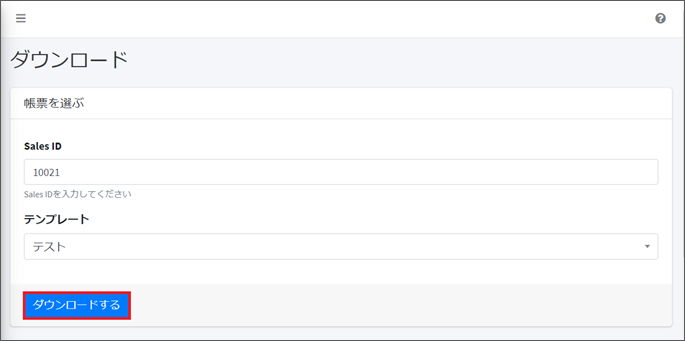 ダウンロード
帳票を選ぶ
Sales ID
10021
Sales IDを入力してください
テンプレート
テスト
ダウンロードする